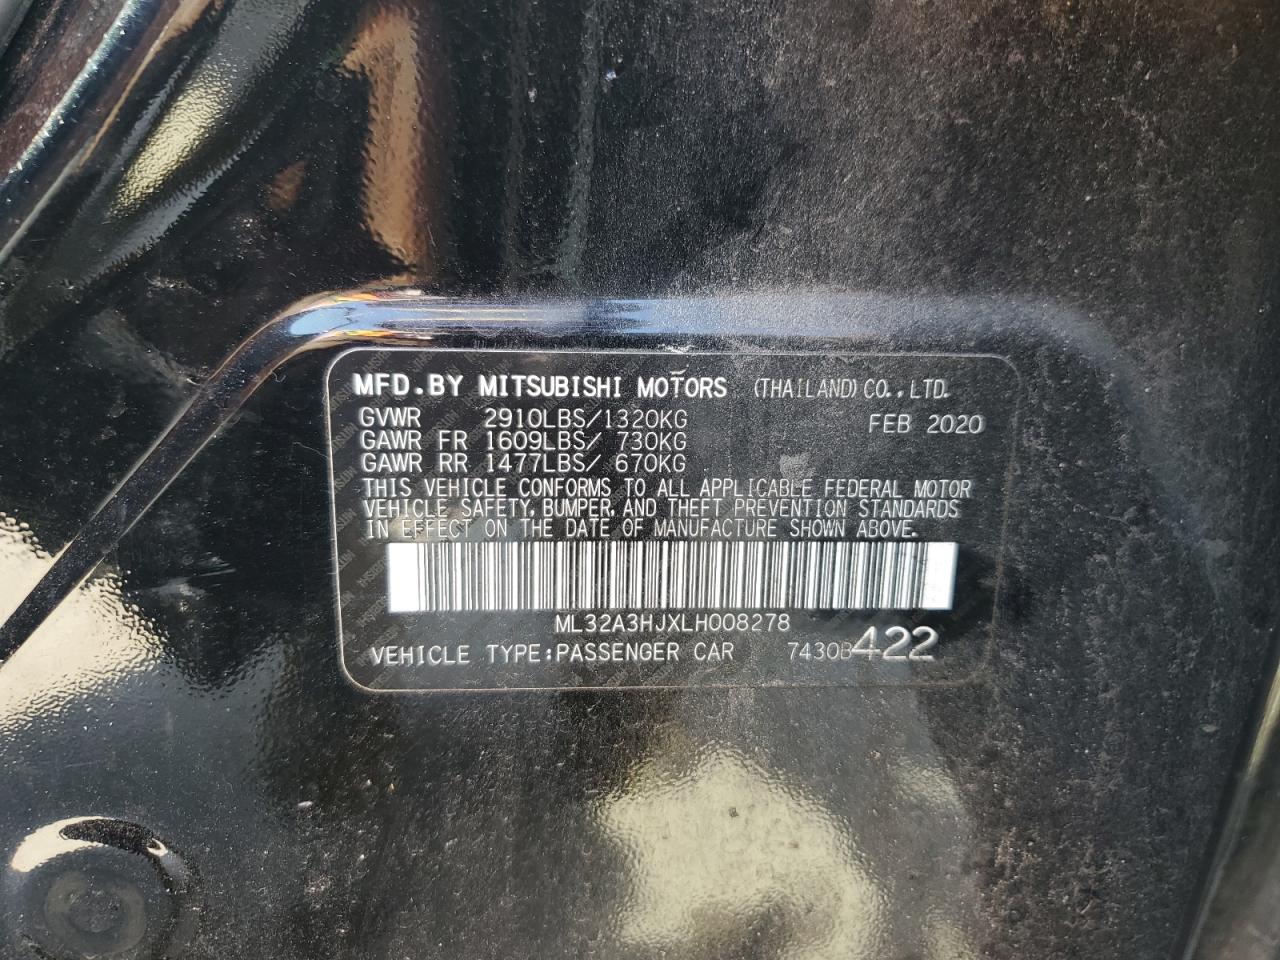 MFD.BY MITSUBISHI MOTORS (THAILAND) CO.,LTD.
GVWR 2910LBS/1320KG FEB 2020
GAWR FR 1609LBS/ 730KG
GAWR RR 1477LBS/ 670KG
THIS VEHICLE CONFORMS TO ALL APPLICABLE FEDERAL MOTOR
VEHICLE SAFETY, BUMPER, AND THEFT PREVENTION STANDARDS
IN EFFECT ON THE DATE OF MANUFACTURE SHOWN ABOVE.
ML32A3HJXLH008278
VEHICLE TYPE:PASSENGER CAR 7430B422